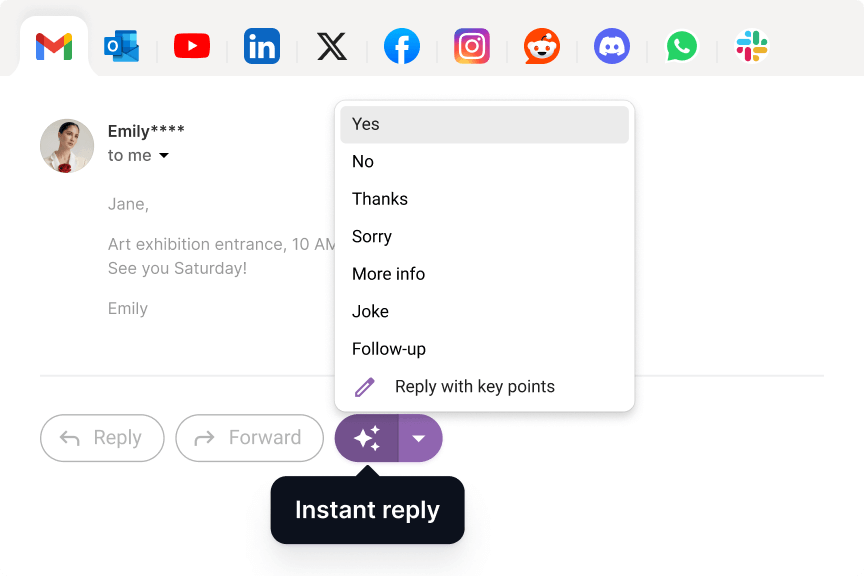 Emily****
to me
Jane,
Art exhibition entrance, 10 AM
See you Saturday!
Emily
Yes
No
Thanks
Sorry
More info
Joke
Follow-up
Reply with key points
Reply
Forward
Instant reply